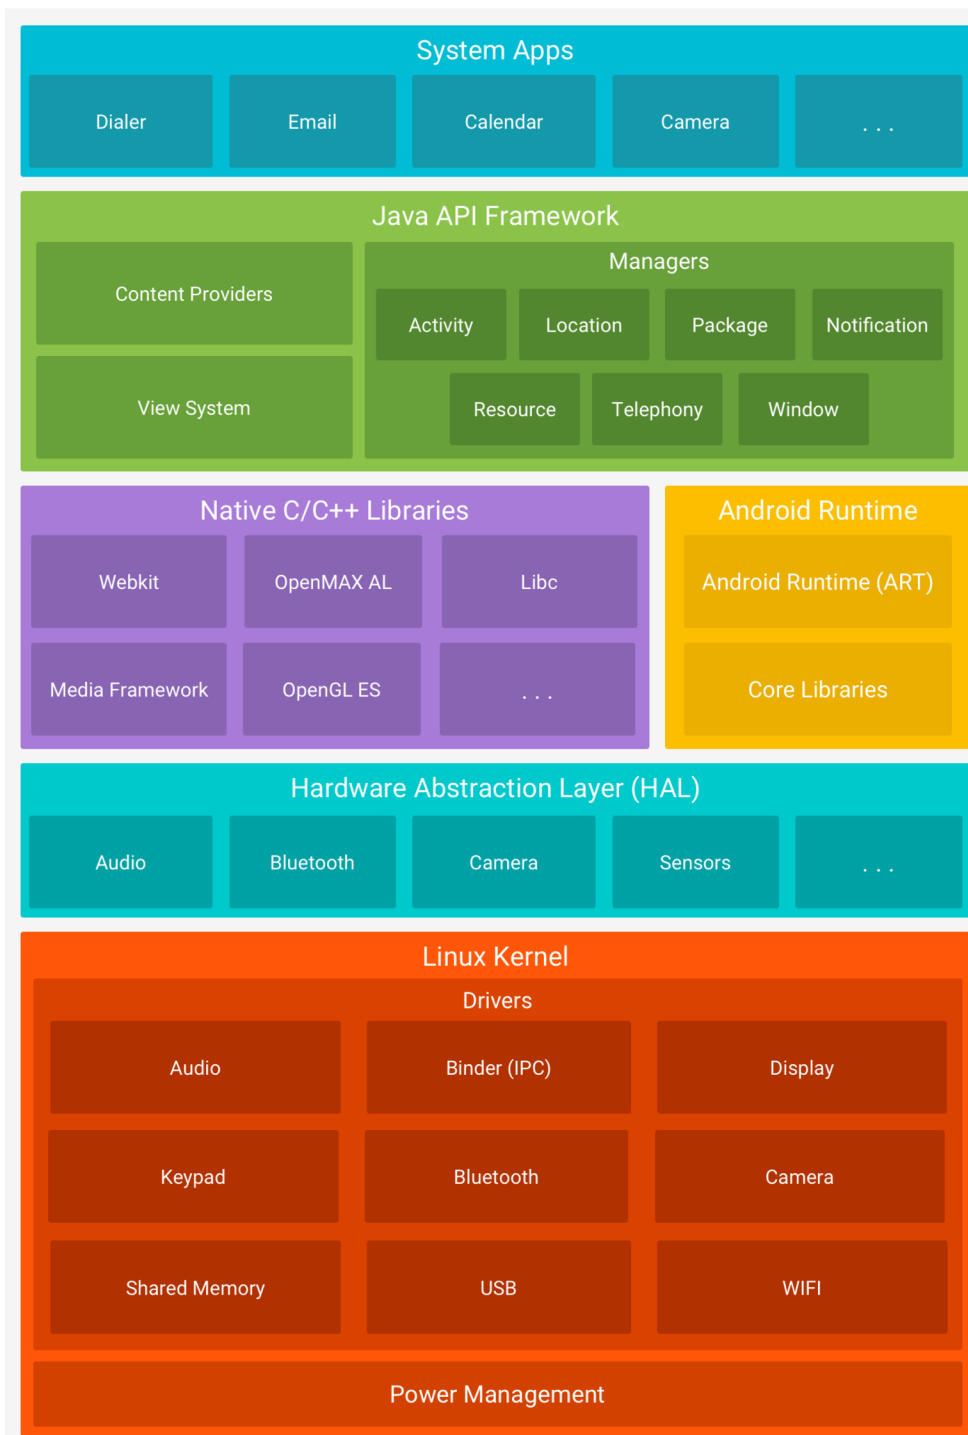 System Apps
Dialer
Email
Calendar
Camera
. . .
Java API Framework
Content Providers
View System
Managers
Activity
Location
Package
Notification
Resource
Telephony
Window
Native C/C++ Libraries
Webkit
OpenMAX AL
Libc
Media Framework
OpenGL ES
. . .
Android Runtime
Android Runtime (ART)
Core Libraries
Hardware Abstraction Layer (HAL)
Audio
Bluetooth
Camera
Sensors
. . .
Linux Kernel
Drivers
Audio
Binder (IPC)
Display
Keypad
Bluetooth
Camera
Shared Memory
USB
WIFI
Power Management